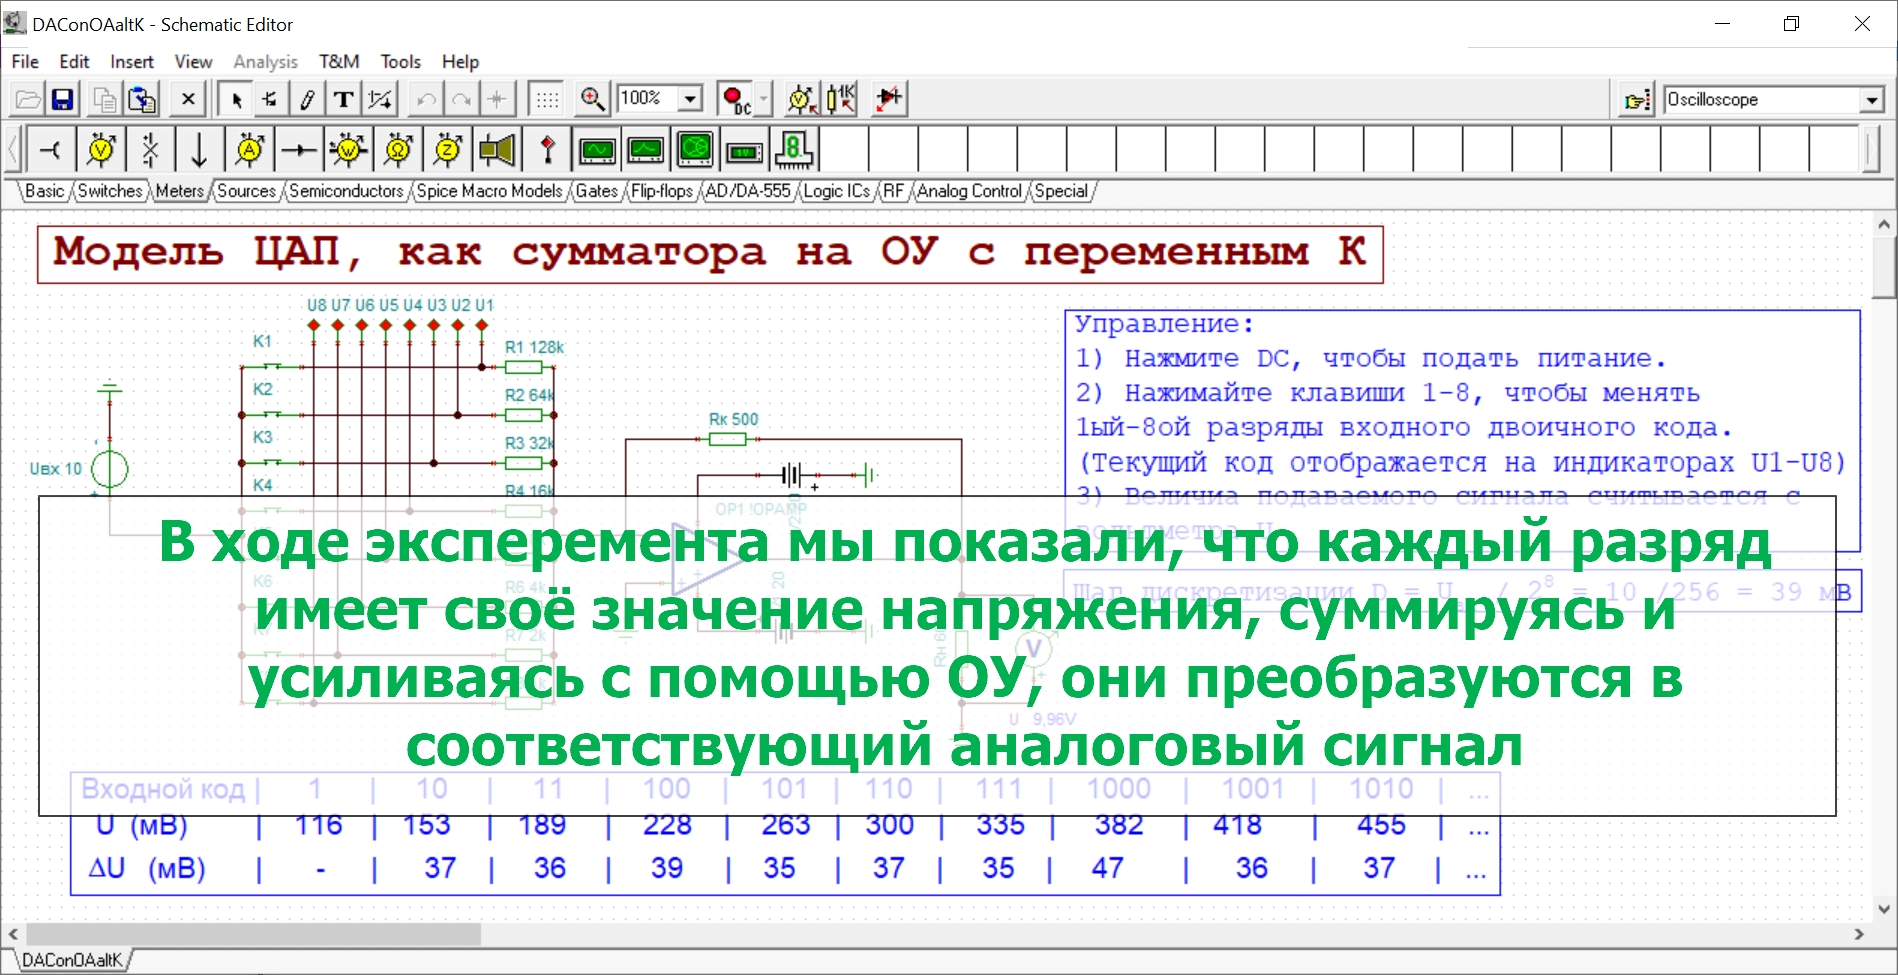 DAConOAaltK - Schematic Editor
File Edit Insert View Analysis T&M Tools Help
T 100% DC 1K Oscilloscope
Basic Switches Meters Sources Semiconductors Spice Macro Models Gates Flip-flops AD/DA-555 Logic ICs RF Analog Control Special
Модель ЦАП, как сумматора на ОУ с переменным К
U8 U7 U6 U5 U4 U3 U2 U1
K1
R1 128k
K2
R2 64k
K3
R3 32k
K4
R4 16k
K6
R6 4k
R7 2k
Uвх 10
Rк 500
OP1 !OPAMP
20
V
U 9,96V
Управление:
1) Нажмите DC, чтобы подать питание.
2) Нажимайте клавиши 1-8, чтобы менять
1ый-8ой разряды входного двоичного кода.
(Текущий код отображается на индикаторах U1-U8)
3) Величиа подаваемого сигнала считывается с
вольтметра U
Шаг дискретизации D = Uвх / 2^8 = 10 /256 = 39 мВ
В ходе эксперемента мы показали, что каждый разряд
имеет своё значение напряжения, суммируясь и
усиливаясь с помощью ОУ, они преобразуются в
соответствующий аналоговый сигнал
Входной код | 1 | 10 | 11 | 100 | 101 | 110 | 111 | 1000 | 1001 | 1010 | ...
U (мВ) | 116 | 153 | 189 | 228 | 263 | 300 | 335 | 382 | 418 | 455 | ...
ΔU (мВ) | - | 37 | 36 | 39 | 35 | 37 | 35 | 47 | 36 | 37 | ...
DAConOAaltK